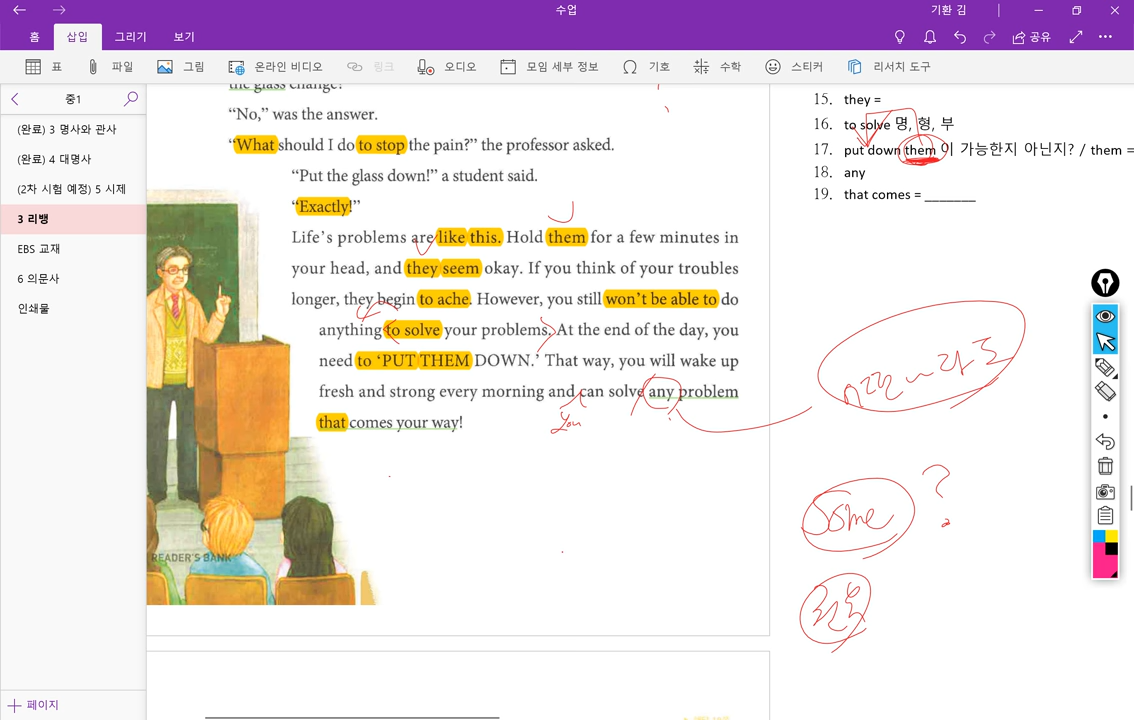 수업
기환 김
홈 삽입 그리기 보기
공유
표 파일 그림 온라인 비디오 링크 오디오 모임 세부 정보 기호 수학 스티커 리서치 도구
중1
(완료) 3 명사와 관사
(완료) 4 대명사
(2차 시험 예정) 5 시제
3 리뱅
EBS 교재
6 의문사
인쇄물
페이지
the glass change?
“No,” was the answer.
“What should I do to stop the pain?” the professor asked.
“Put the glass down!” a student said.
“Exactly!”
Life’s problems are like this. Hold them for a few minutes in
your head, and they seem okay. If you think of your troubles
longer, they begin to ache. However, you still won’t be able to do
anything to solve your problems. At the end of the day, you
need to ‘PUT THEM DOWN.’ That way, you will wake up
fresh and strong every morning and can solve any problem
you
that comes your way!
READER'S BANK
15. they =
16. to solve 명, 형, 부
17. put down them 이 가능한지 아닌지? / them =
18. any
19. that comes = _______
Some ?